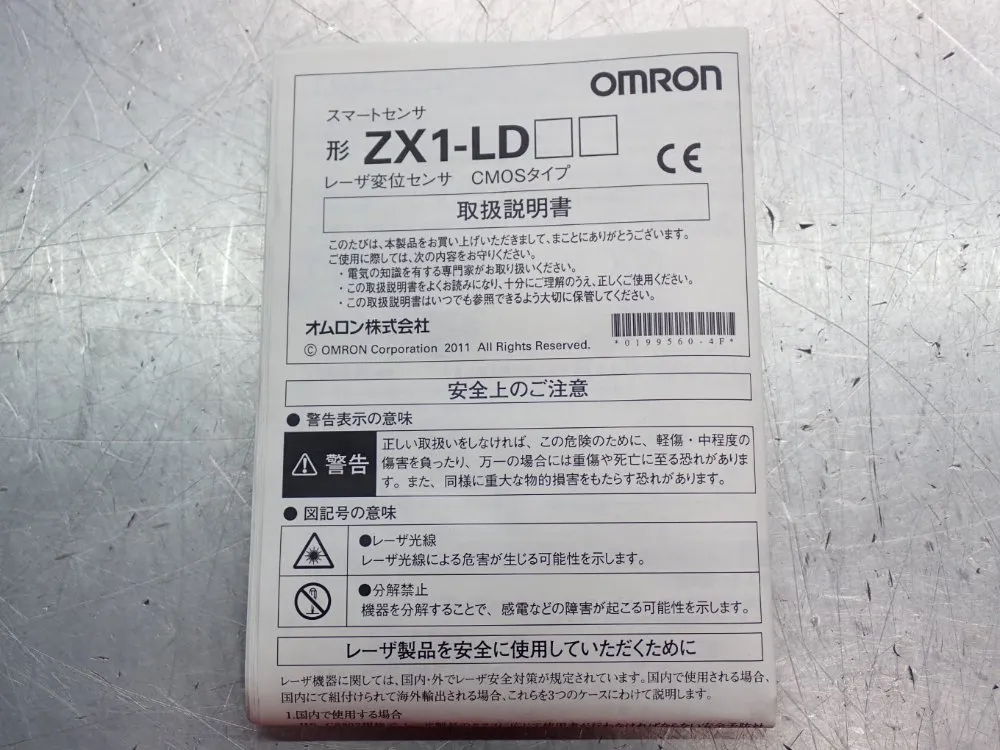 OMRON
スマートセンサ
形 ZX1-LD□□
CE
レーザ変位センサ CMOSタイプ
取扱説明書
このたびは、本製品をお買い上げいただきまして、まことにありがとうございます。
ご使用に際しては、次の内容をお守りください。
・電気の知識を有する専門家がお取り扱いください。
・この取扱説明書をよくお読みになり、十分にご理解のうえ、正しくご使用ください。
・この取扱説明書はいつでも参照できるよう大切に保管してください。
オムロン株式会社
© OMRON Corporation 2011 All Rights Reserved.
*0199560-4F*
安全上のご注意
● 警告表示の意味
警告
正しい取扱いをしなければ、この危険のために、軽傷・中程度の
傷害を負ったり、万一の場合には重傷や死亡に至る恐れがありま
す。また、同様に重大な物的損害をもたらす恐れがあります。
● 図記号の意味
●レーザ光線
レーザ光線による危害が生じる可能性を示します。
●分解禁止
機器を分解することで、感電などの障害が起こる可能性を示します。
レーザ製品を安全に使用していただくために
レーザ機器に関しては、国内・外でレーザ安全対策が規定されています。国内で使用される場合、
国内にて組付けられて海外輸出される場合、これらを3つのケースにわけて説明します。
1.国内で使用する場合